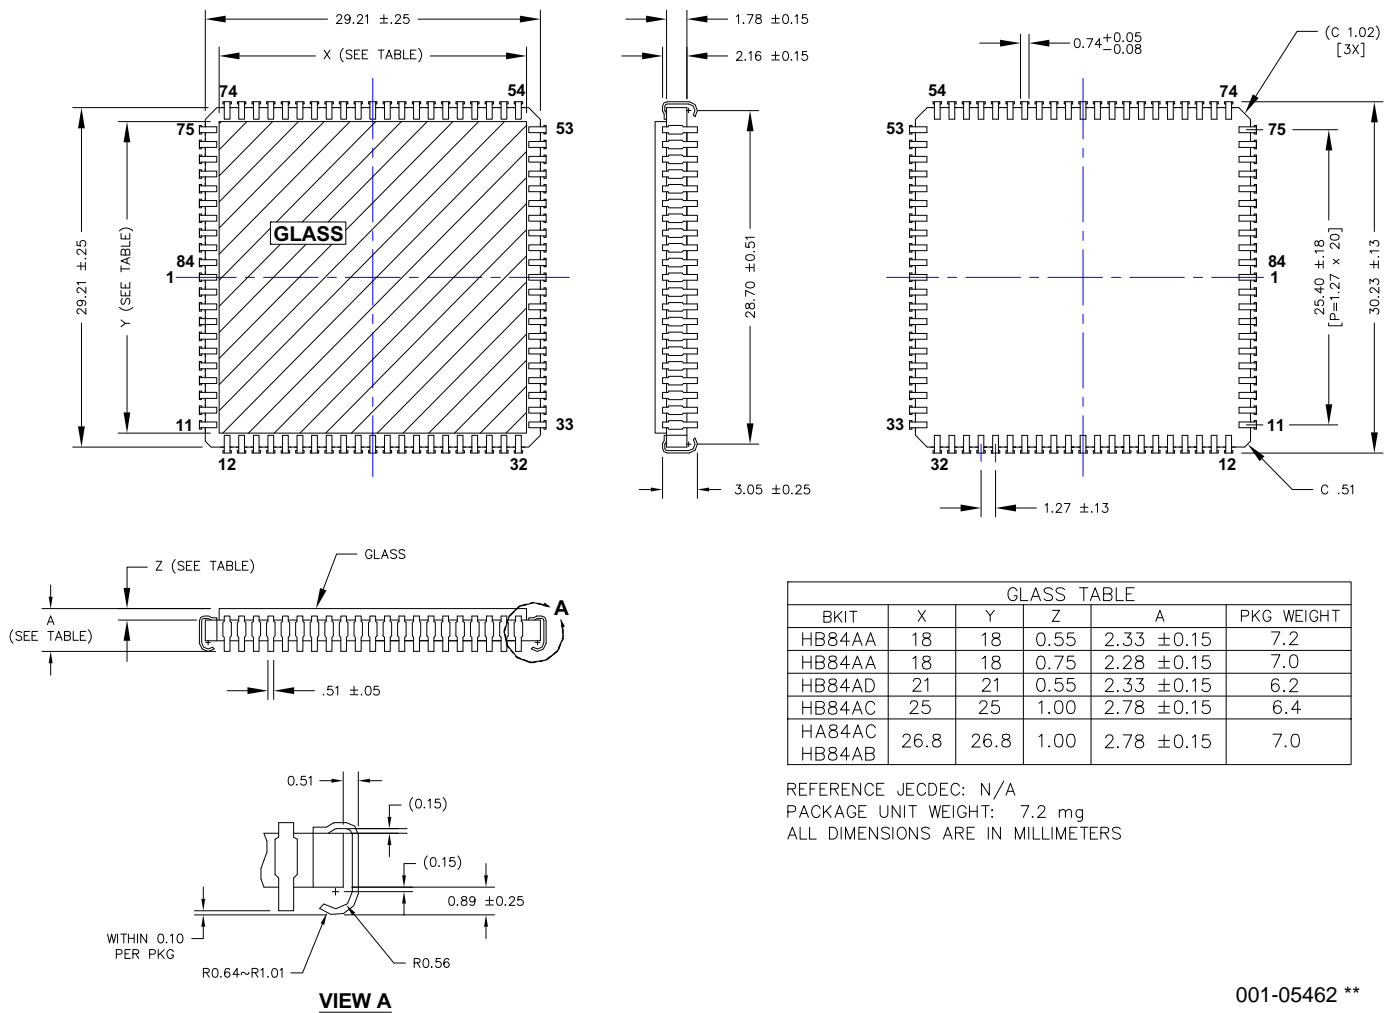 29.21 ±.25
X (SEE TABLE)
74
54
75
53
GLASS
29.21 ±.25
Y (SEE TABLE)
84
1
11
33
12
32
1.78 ±0.15
2.16 ±0.15
28.70 ±0.51
3.05 ±0.25
0.74 +0.05
−0.08
(C 1.02)
[3X]
54
74
53
75
84
1
25.40 ±.18
[P=1.27 x 20]
30.23 ±.13
33
11
32
12
C .51
1.27 ±.13
Z (SEE TABLE)
GLASS
A
(SEE TABLE)
A
.51 ±.05
GLASS TABLE
BKIT X Y Z A PKG WEIGHT
HB84AA 18 18 0.55 2.33 ±0.15 7.2
HB84AA 18 18 0.75 2.28 ±0.15 7.0
HB84AD 21 21 0.55 2.33 ±0.15 6.2
HB84AC 25 25 1.00 2.78 ±0.15 6.4
HA84AC
HB84AB 26.8 26.8 1.00 2.78 ±0.15 7.0
REFERENCE JECDEC: N/A
PACKAGE UNIT WEIGHT: 7.2 mg
ALL DIMENSIONS ARE IN MILLIMETERS
0.51
(0.15)
(0.15)
0.89 ±0.25
WITHIN 0.10
PER PKG
R0.64~R1.01
R0.56
VIEW A
001-05462 **